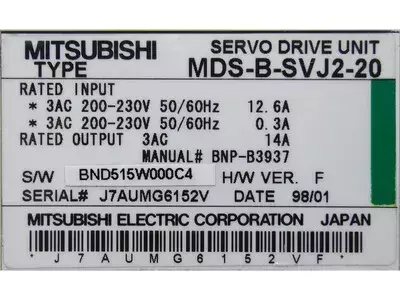 MITSUBISHI SERVO DRIVE UNIT
TYPE MDS-B-SVJ2-20
RATED INPUT
* 3AC 200-230V 50/60Hz 12.6A
* 3AC 200-230V 50/60Hz 0.3A
RATED OUTPUT 3AC 14A
MANUAL# BNP-B3937
S/W BND515W000C4 H/W VER. F
SERIAL# J7AUMG6152V DATE 98/01
MITSUBISHI ELECTRIC CORPORATION JAPAN
* J 7 A U M G 6 1 5 2 V F *